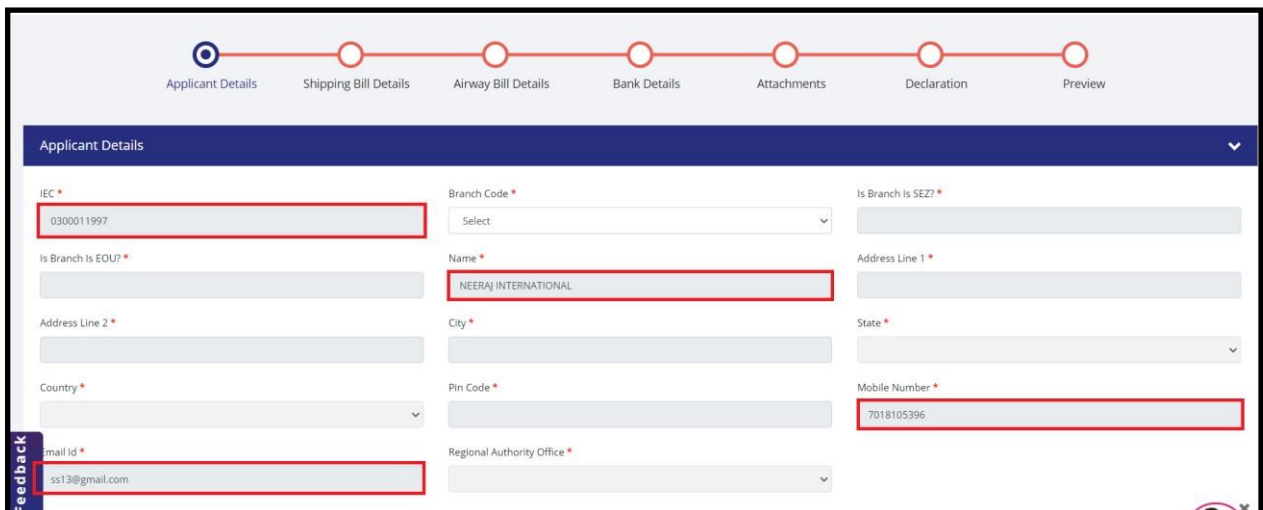 Applicant Details Shipping Bill Details Airway Bill Details Bank Details Attachments Declaration Preview
Applicant Details
IEC * Branch Code * Is Branch Is SEZ? *
0300011997 Select
Is Branch Is EOU? * Name * Address Line 1 *
NEERAJ INTERNATIONAL
Address Line 2 * City * State *
Country * Pin Code * Mobile Number *
7018105396
Email Id * Regional Authority Office *
ss13@gmail.com
Feedback